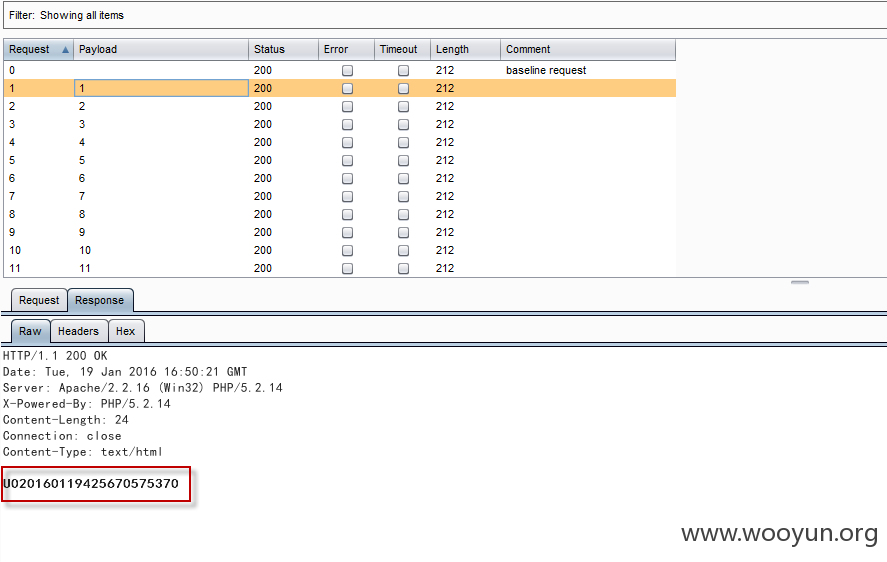 Filter: Showing all items
Request Payload Status Error Timeout Length Comment
0 200 212 baseline request
1 1 200 212
2 2 200 212
3 3 200 212
4 4 200 212
5 5 200 212
6 6 200 212
7 7 200 212
8 8 200 212
9 9 200 212
10 10 200 212
11 11 200 212
Request Response
Raw Headers Hex
HTTP/1.1 200 OK
Date: Tue, 19 Jan 2016 16:50:21 GMT
Server: Apache/2.2.16 (Win32) PHP/5.2.14
X-Powered-By: PHP/5.2.14
Content-Length: 24
Connection: close
Content-Type: text/html
U020160119425670575370
www.wooyun.org